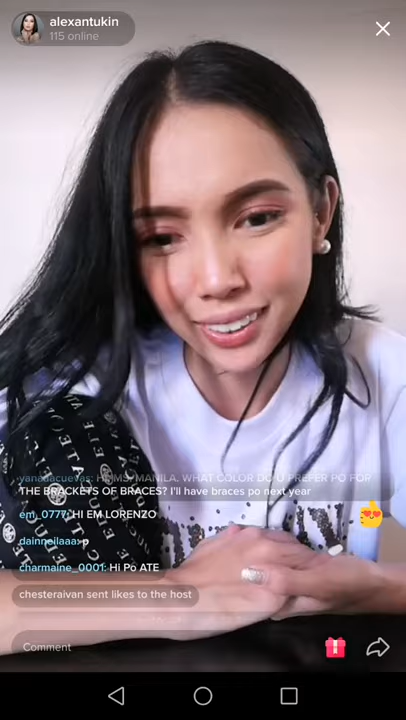 alexantukin
115 online
yanadacuevas: HI MS. MANILA. WHAT COLOR DO U PREFER PO FOR
THE BRACKETS OF BRACES? I'll have braces po next year
em_0777: HI EM LORENZO
dainneilaaa: p
charmaine_0001: Hi Po ATE
chesteraivan sent likes to the host
Comment